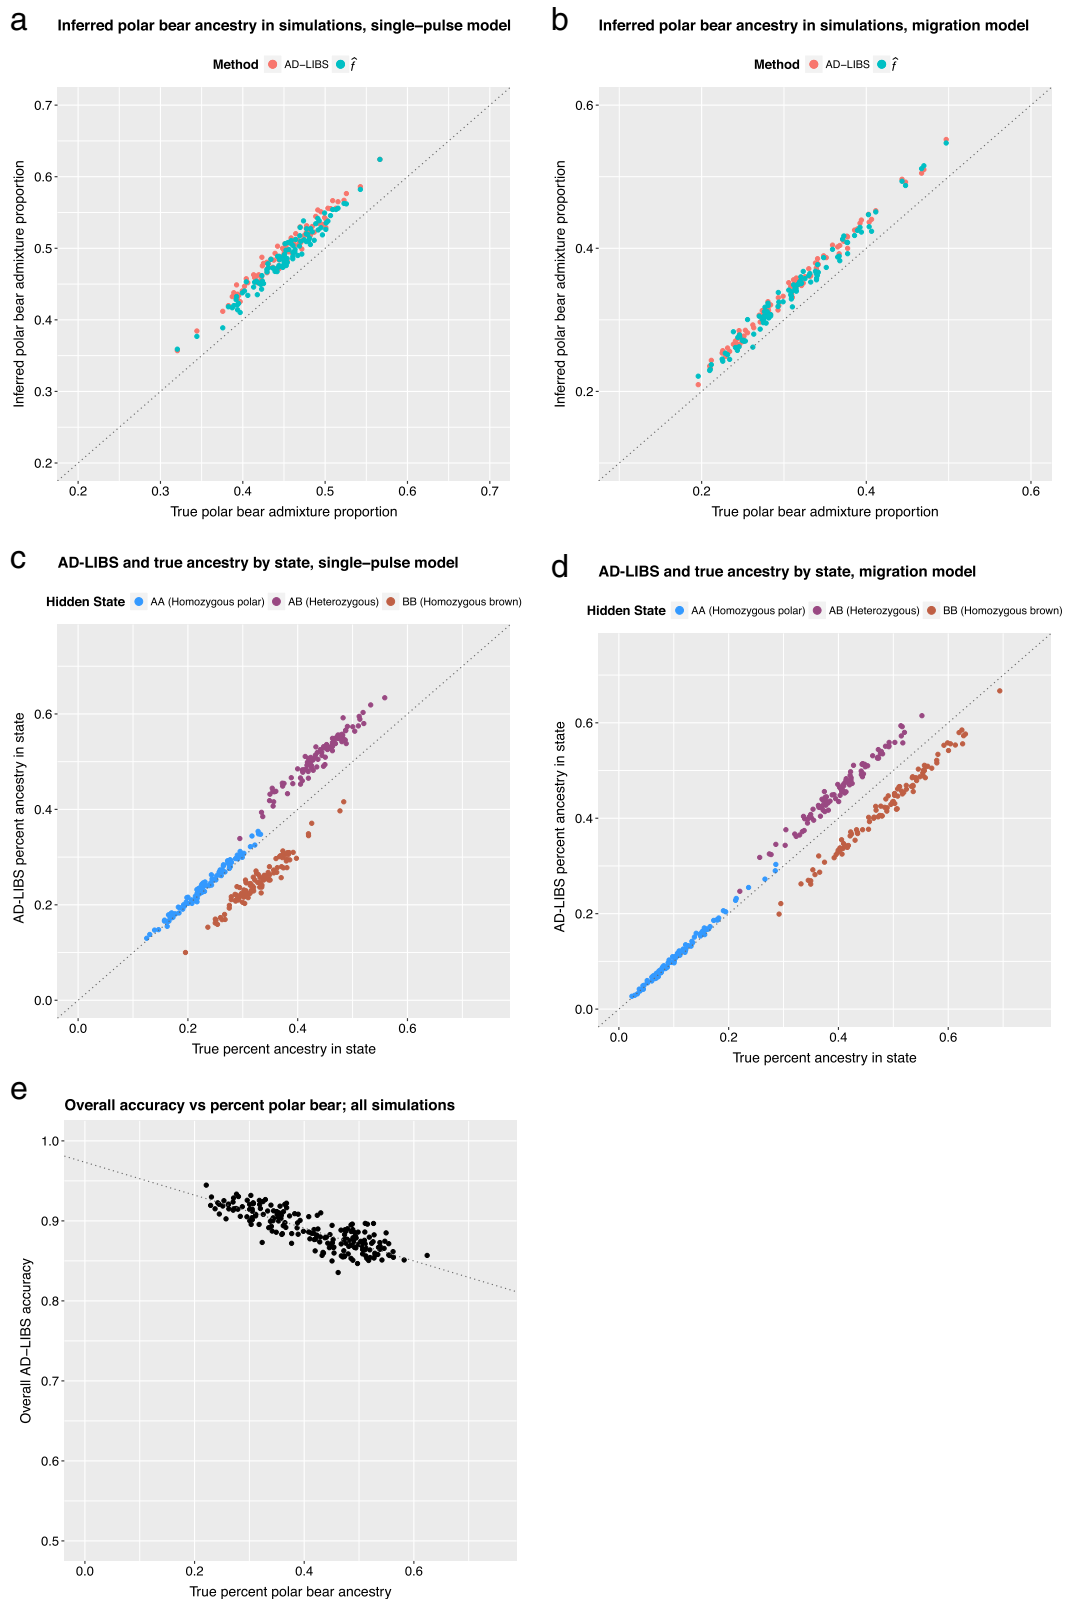 a
Inferred polar bear ancestry in simulations, single−pulse model
Method AD−LIBS f̂
Inferred polar bear admixture proportion
0.7
0.6
0.5
0.4
0.3
0.2
0.2 0.3 0.4 0.5 0.6 0.7
True polar bear admixture proportion
b
Inferred polar bear ancestry in simulations, migration model
Method AD−LIBS f̂
Inferred polar bear admixture proportion
0.6
0.4
0.2
0.2 0.4 0.6
True polar bear admixture proportion
c
AD-LIBS and true ancestry by state, single−pulse model
Hidden State AA (Homozygous polar) AB (Heterozygous) BB (Homozygous brown)
AD-LIBS percent ancestry in state
0.6
0.4
0.2
0.0
0.0 0.2 0.4 0.6
True percent ancestry in state
d
AD-LIBS and true ancestry by state, migration model
Hidden State AA (Homozygous polar) AB (Heterozygous) BB (Homozygous brown)
AD-LIBS percent ancestry in state
0.6
0.4
0.2
0.0
0.0 0.2 0.4 0.6
True percent ancestry in state
e
Overall accuracy vs percent polar bear; all simulations
Overall AD−LIBS accuracy
1.0
0.9
0.8
0.7
0.6
0.5
0.0 0.2 0.4 0.6
True percent polar bear ancestry